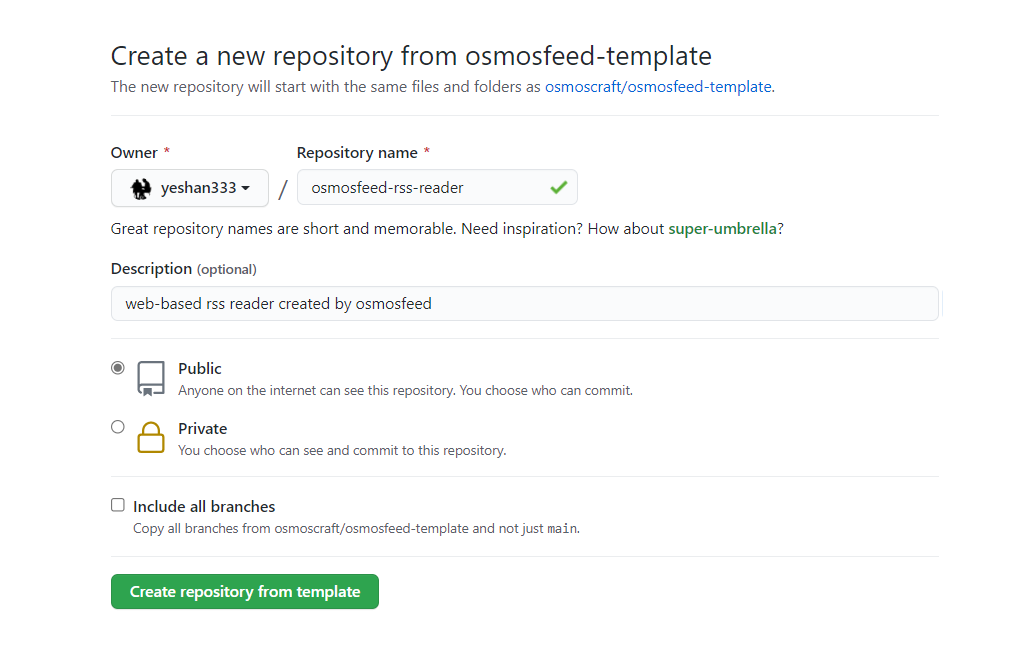 Create a new repository from osmosfeed-template
The new repository will start with the same files and folders as osmoscraft/osmosfeed-template.
Owner * Repository name *
yeshan333 / osmosfeed-rss-reader
Great repository names are short and memorable. Need inspiration? How about super-umbrella?
Description (optional)
web-based rss reader created by osmosfeed
Public
Anyone on the internet can see this repository. You choose who can commit.
Private
You choose who can see and commit to this repository.
Include all branches
Copy all branches from osmoscraft/osmosfeed-template and not just main.
Create repository from template